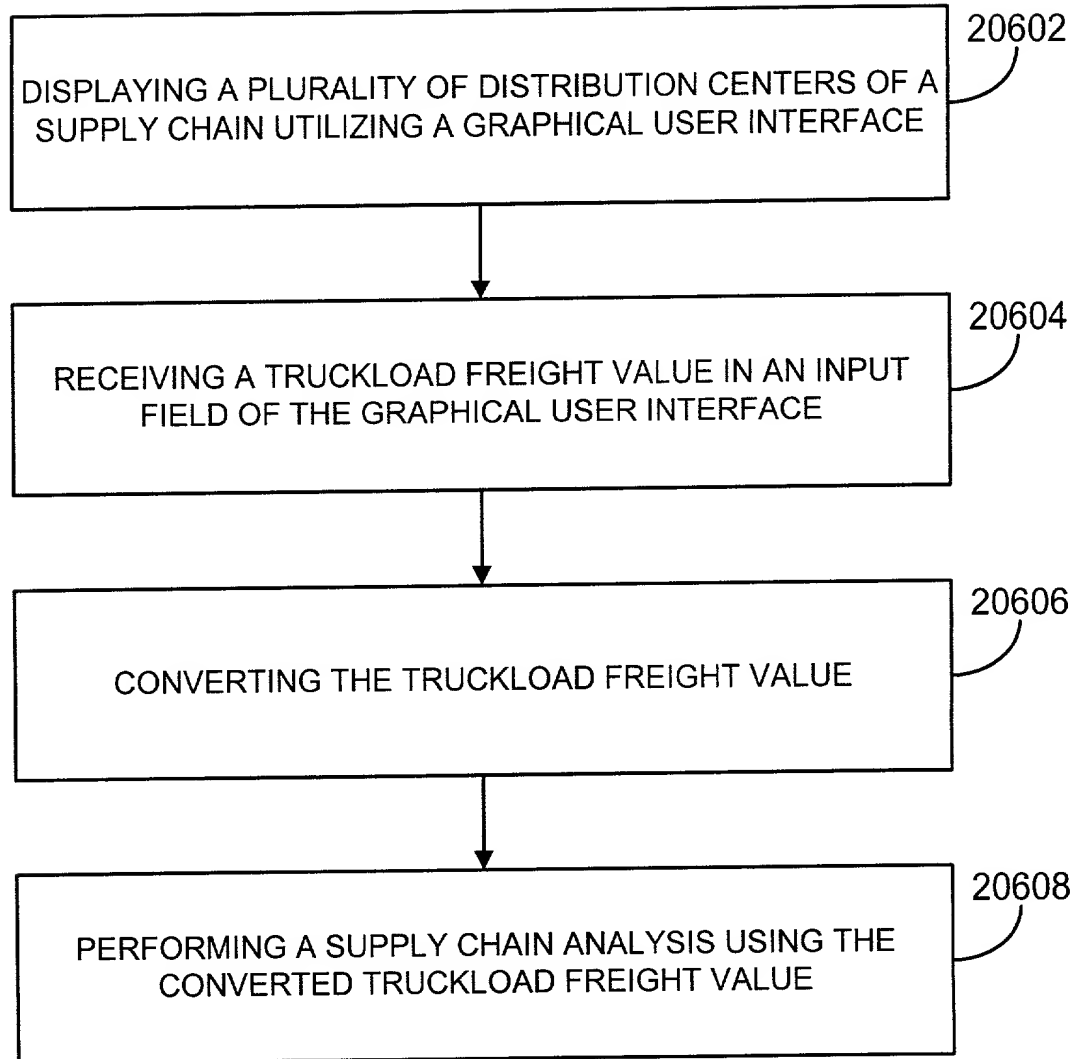 20602
DISPLAYING A PLURALITY OF DISTRIBUTION CENTERS OF A
SUPPLY CHAIN UTILIZING A GRAPHICAL USER INTERFACE
20604
RECEIVING A TRUCKLOAD FREIGHT VALUE IN AN INPUT
FIELD OF THE GRAPHICAL USER INTERFACE
20606
CONVERTING THE TRUCKLOAD FREIGHT VALUE
20608
PERFORMING A SUPPLY CHAIN ANALYSIS USING THE
CONVERTED TRUCKLOAD FREIGHT VALUE